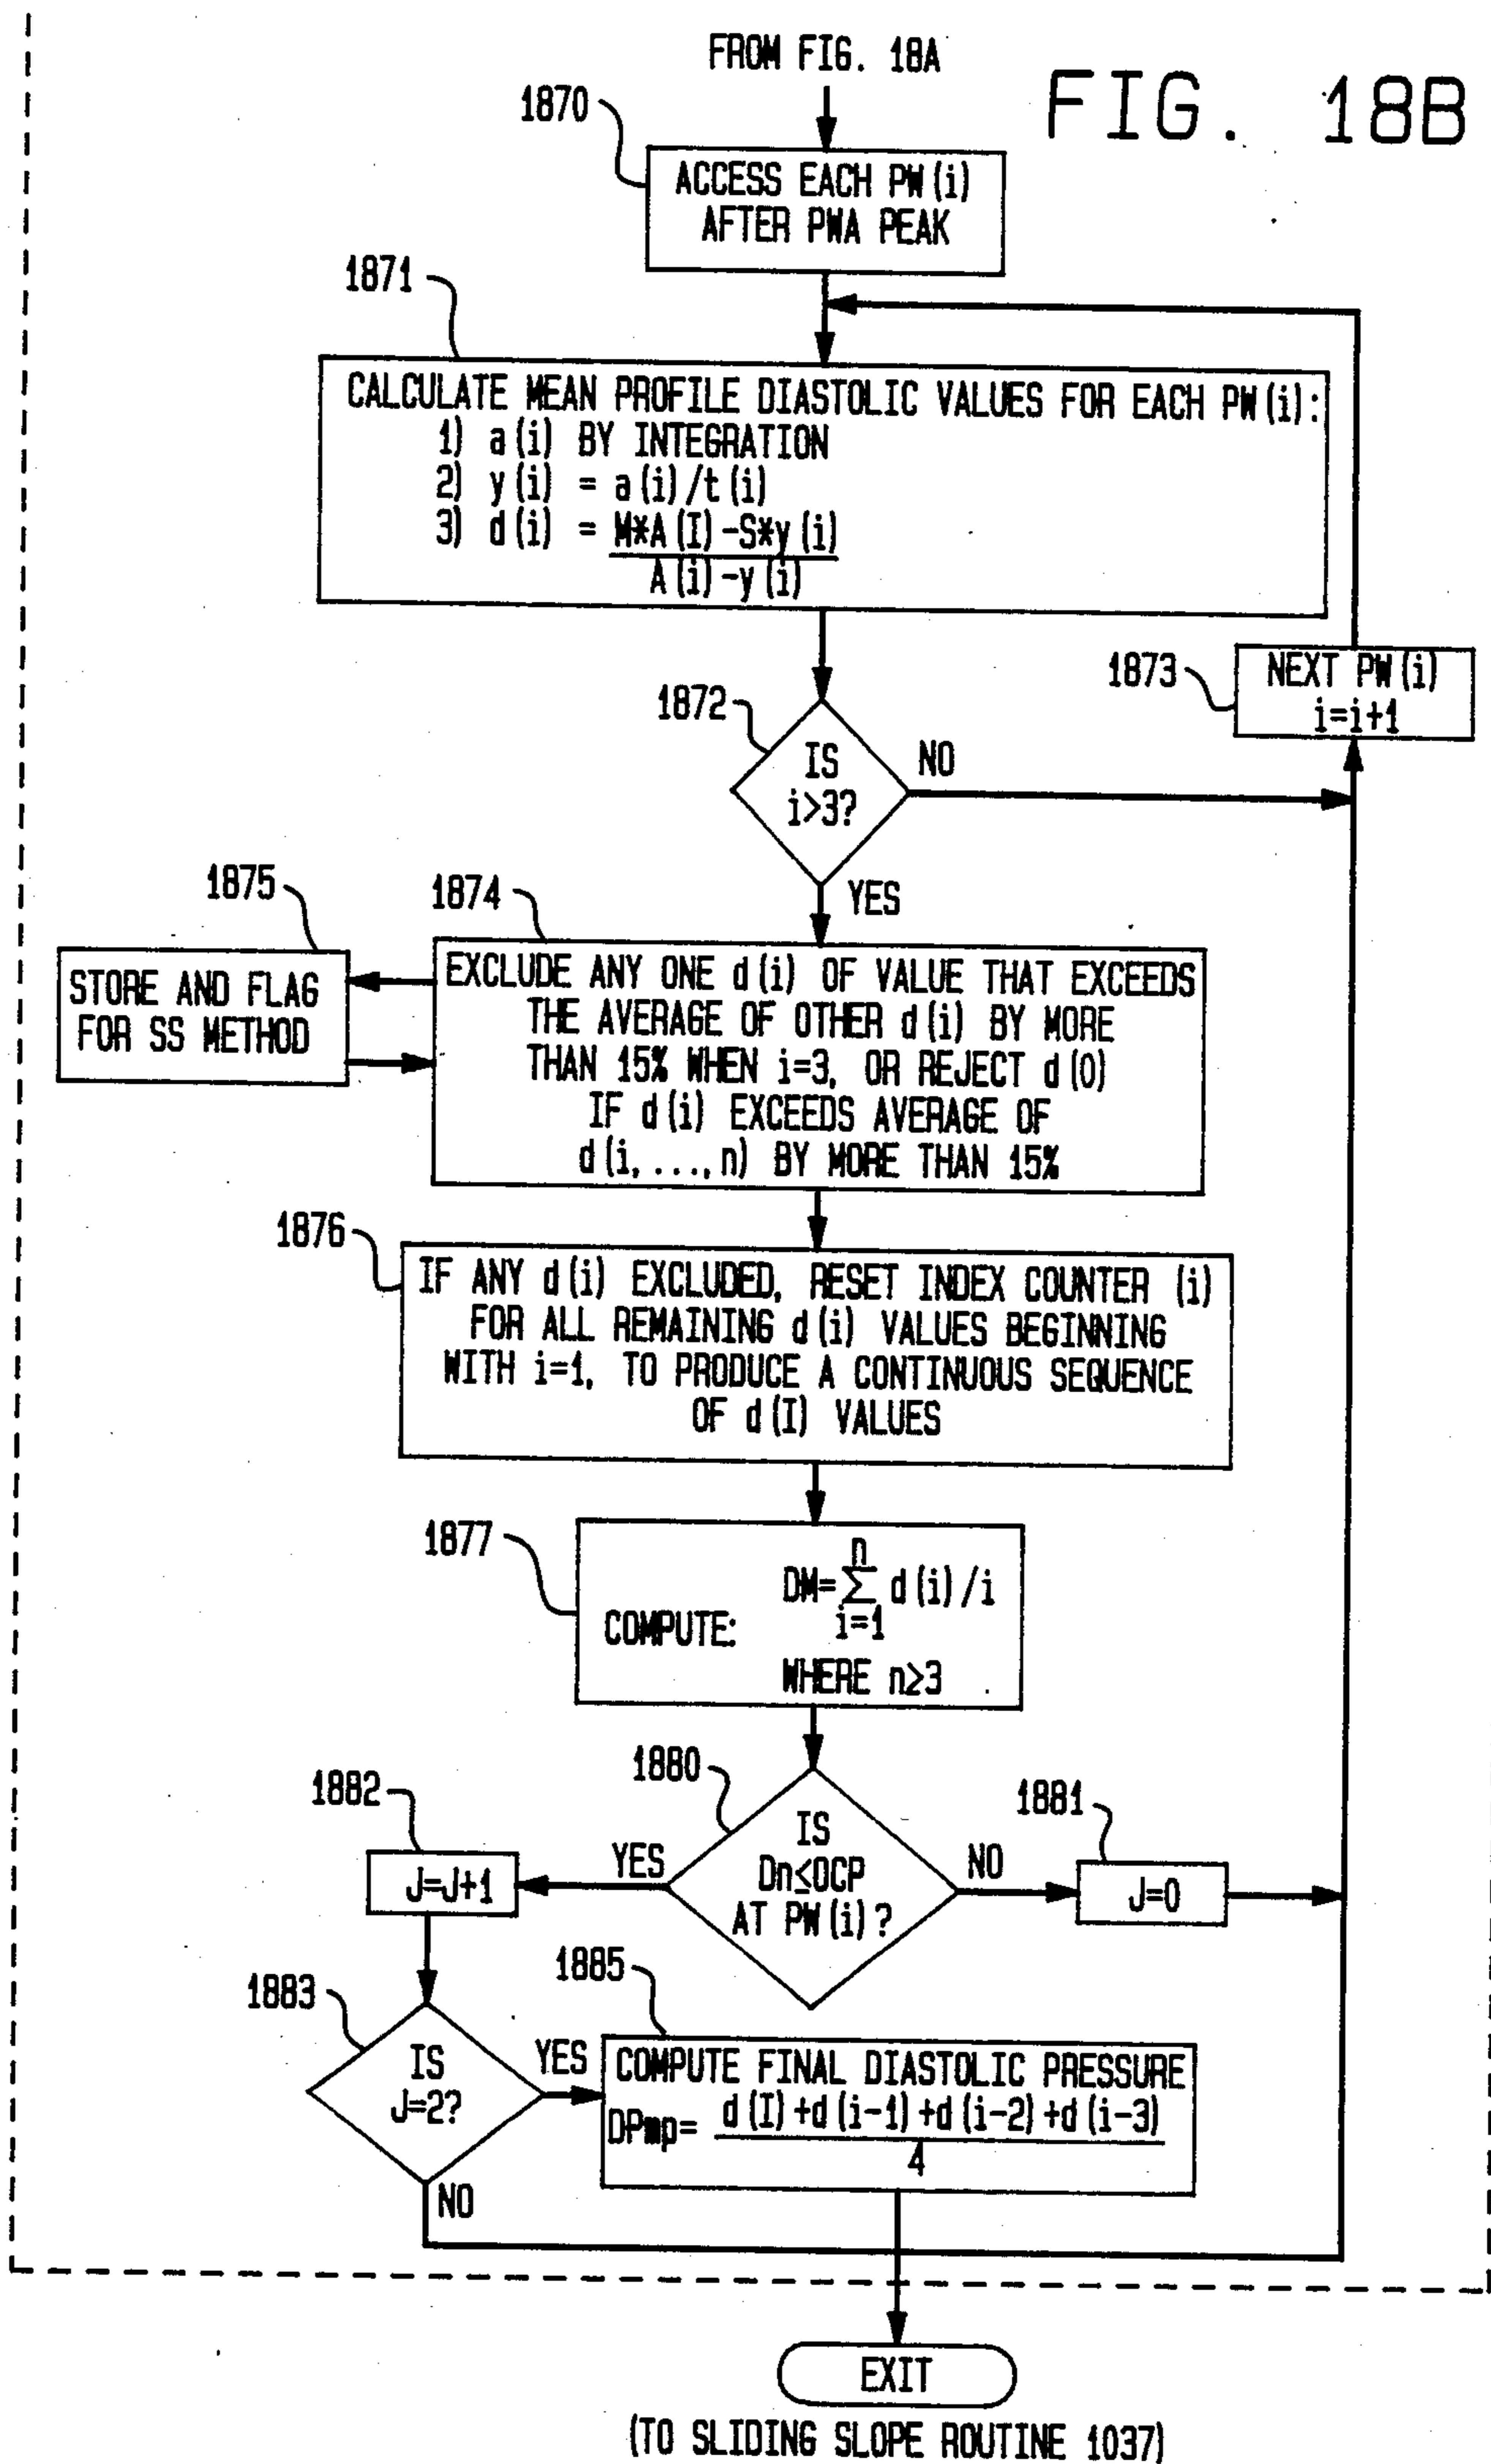 FROM FIG. 18A
FIG. 18B
1870
ACCESS EACH PW(i)
AFTER PWA PEAK
1871
CALCULATE MEAN PROFILE DIASTOLIC VALUES FOR EACH PW(i):
1) a(i) BY INTEGRATION
2) y(i) = a(i)/t(i)
3) d(i) = M*A(I)-S*y(i)
A(i)-y(i)
1873
NEXT PW(i)
i=i+1
1872
IS
i>3?
NO
YES
1875
STORE AND FLAG
FOR SS METHOD
1874
EXCLUDE ANY ONE d(i) OF VALUE THAT EXCEEDS
THE AVERAGE OF OTHER d(i) BY MORE
THAN 15% WHEN i=3, OR REJECT d(0)
IF d(i) EXCEEDS AVERAGE OF
d(i,...,n) BY MORE THAN 15%
1876
IF ANY d(i) EXCLUDED, RESET INDEX COUNTER (i)
FOR ALL REMAINING d(i) VALUES BEGINNING
WITH i=1, TO PRODUCE A CONTINUOUS SEQUENCE
OF d(I) VALUES
1877
n
DM=∑ d(i)/i
i=1
COMPUTE:
WHERE n≥3
1880
IS
Dn≤OCP
AT PW(i)?
YES
NO
1882
J=J+1
1881
J=0
1883
IS
J=2?
YES
NO
1885
COMPUTE FINAL DIASTOLIC PRESSURE
DPmp= d(I)+d(i-1)+d(i-2)+d(i-3)
4
EXIT
(TO SLIDING SLOPE ROUTINE 1037)